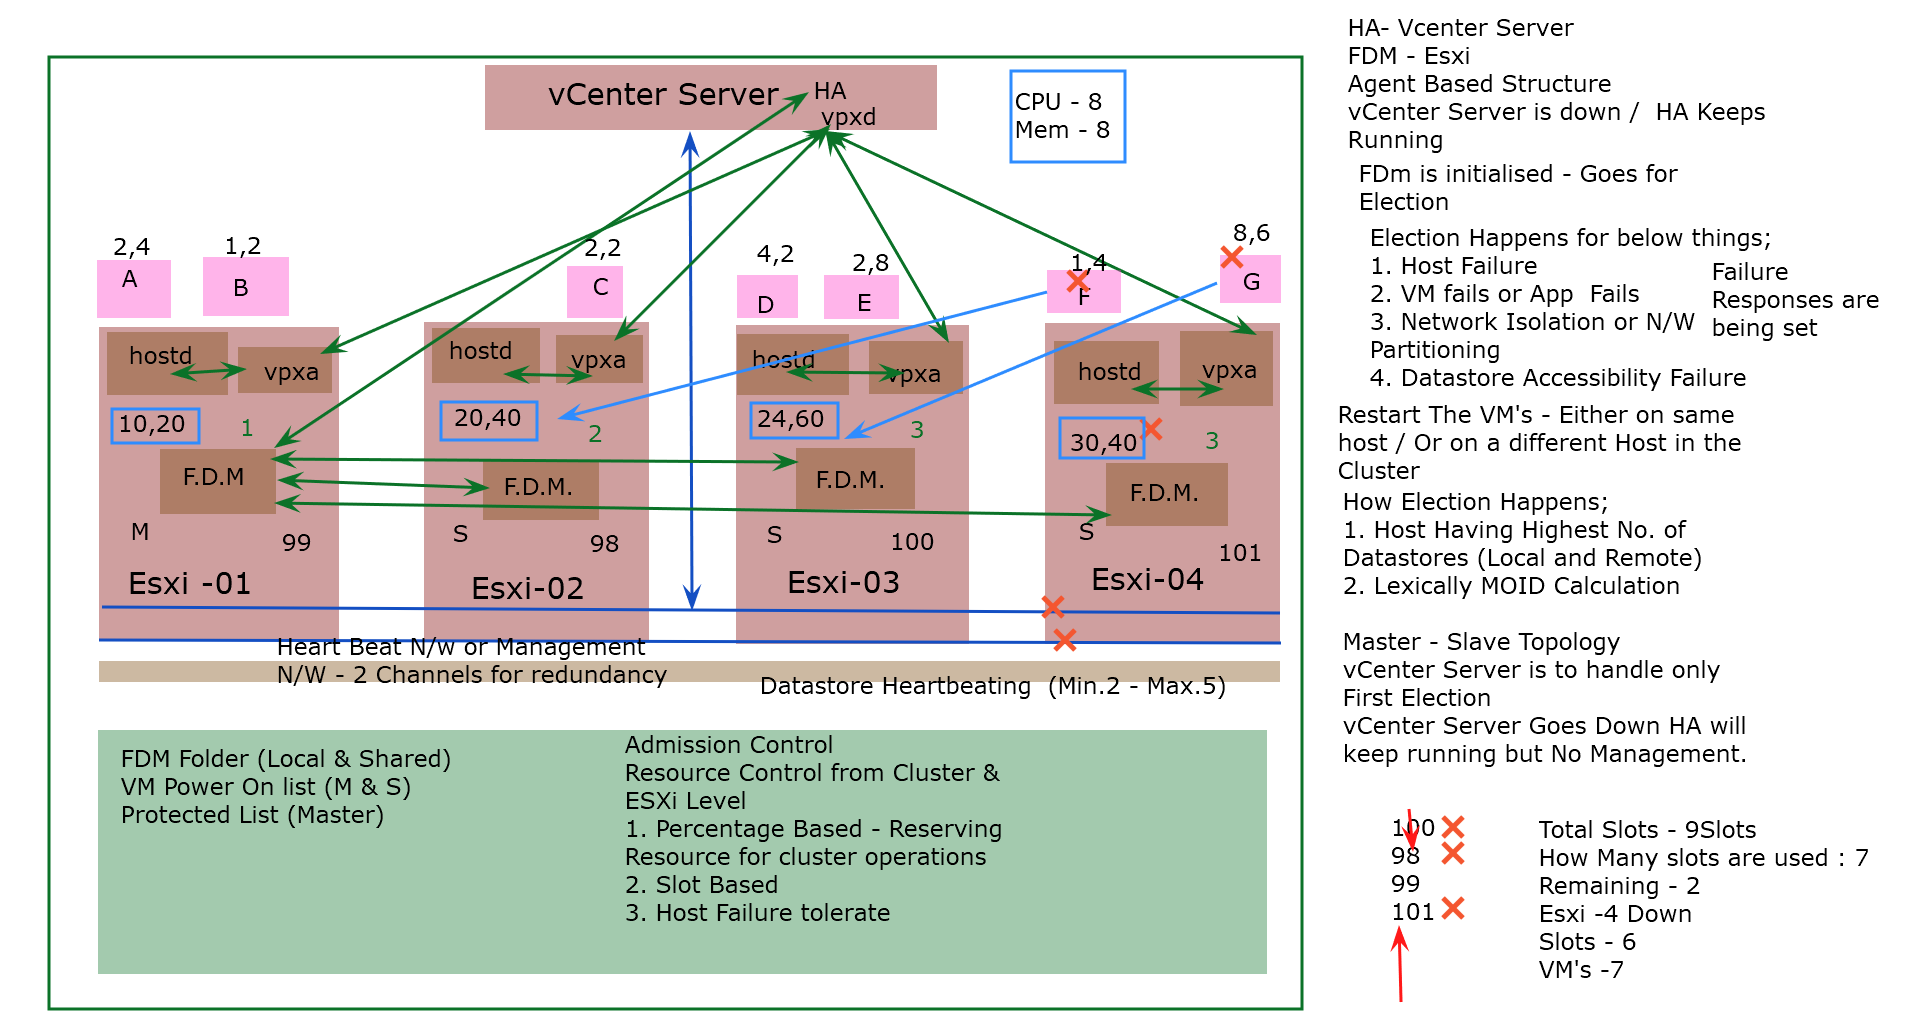 vCenter Server
HA
vpxd
CPU - 8
Mem - 8
2,4
A
1,2
B
2,2
C
4,2
D
2,8
E
1,4
F
8,6
G
hostd
vpxa
hostd
vpxa
hostd
vpxa
hostd
vpxa
10,20
1
20,40
2
24,60
3
30,40
3
F.D.M
F.D.M.
F.D.M.
F.D.M.
M
99
S
98
S
100
S
101
Esxi -01
Esxi-02
Esxi-03
Esxi-04
Heart Beat N/w or Management
N/W - 2 Channels for redundancy
Datastore Heartbeating  (Min.2 - Max.5)
FDM Folder (Local & Shared)
VM Power On list (M & S)
Protected List (Master)
Admission Control
Resource Control from Cluster &
ESXi Level
1. Percentage Based - Reserving
Resource for cluster operations
2. Slot Based
3. Host Failure tolerate
HA- Vcenter Server
FDM - Esxi
Agent Based Structure
vCenter Server is down /  HA Keeps
Running
FDm is initialised - Goes for
Election
Election Happens for below things;
1. Host Failure
2. VM fails or App  Fails
3. Network Isolation or N/W
Partitioning
4. Datastore Accessibility Failure
Failure
Responses are
being set
Restart The VM's - Either on same
host / Or on a different Host in the
Cluster
How Election Happens;
1. Host Having Highest No. of
Datastores (Local and Remote)
2. Lexically MOID Calculation
Master - Slave Topology
vCenter Server is to handle only
First Election
vCenter Server Goes Down HA will
keep running but No Management.
100
98
99
101
Total Slots - 9Slots
How Many slots are used : 7
Remaining - 2
Esxi -4 Down
Slots - 6
VM's -7